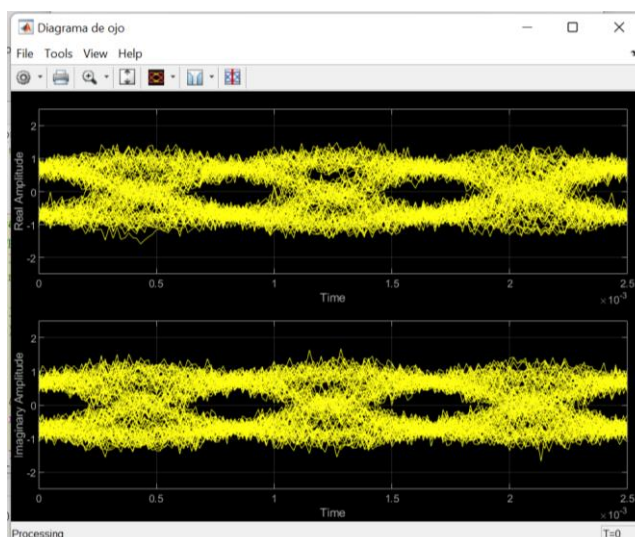 Diagrama de ojo
File Tools View Help
2
1
0
-1
-2
Real Amplitude
0 0.5 1 1.5 2 2.5
Time
×10⁻³
2
1
0
-1
-2
Imaginary Amplitude
0 0.5 1 1.5 2 2.5
Time
×10⁻³
Processing T=0